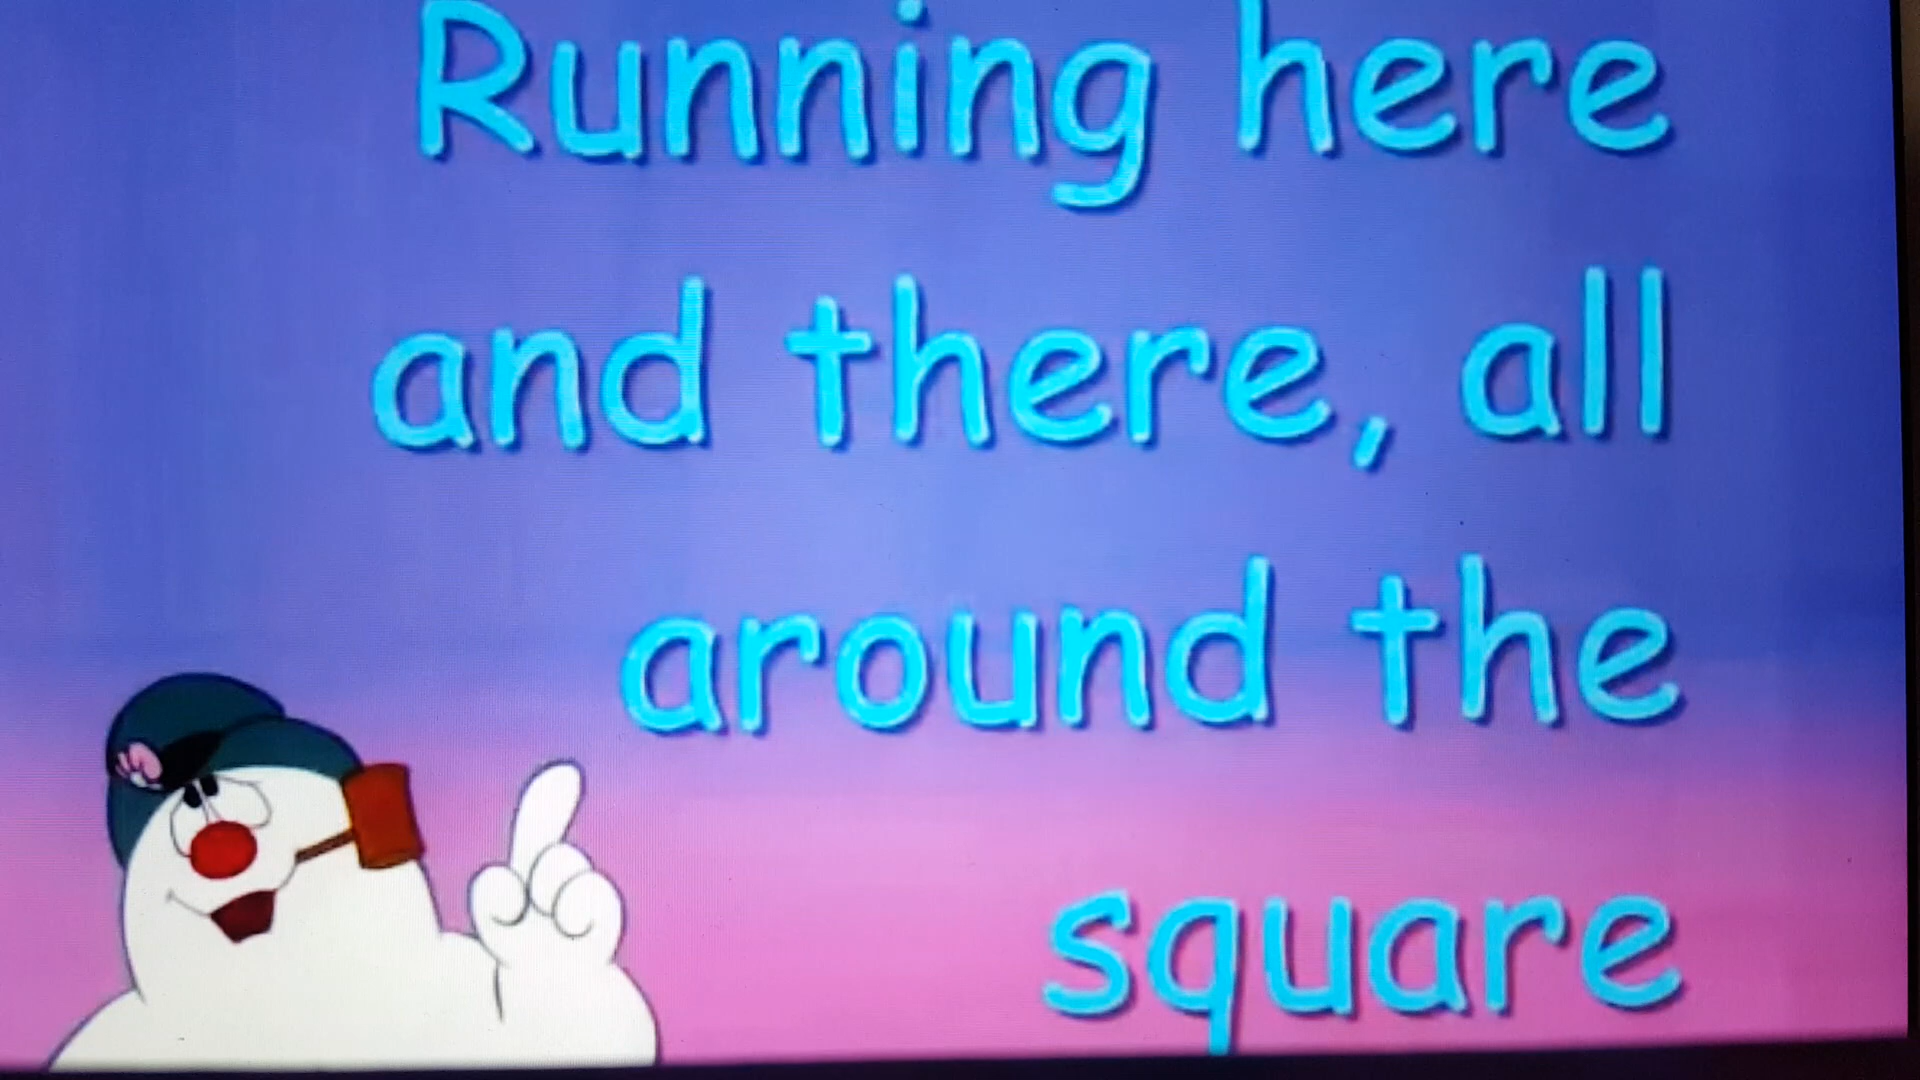 Running here
and there, all
around the
square